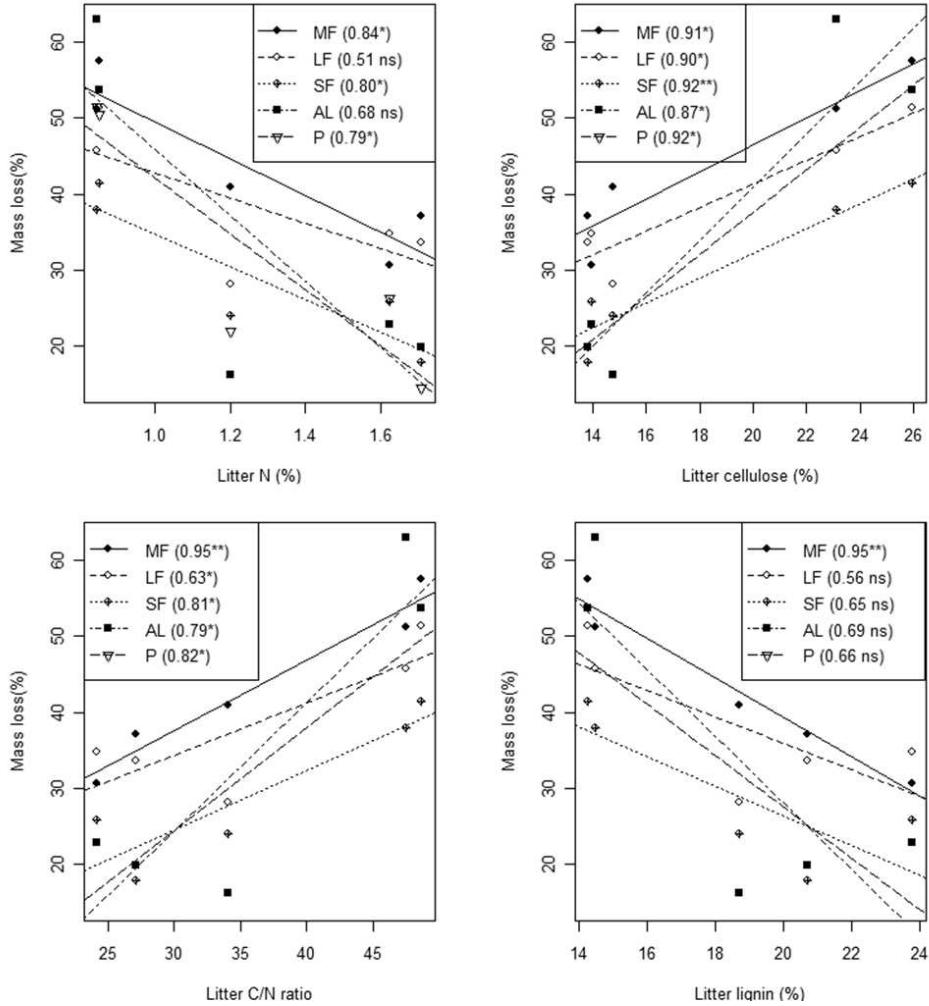 MF (0.84*)
LF (0.51 ns)
SF (0.80*)
AL (0.68 ns)
P (0.79*)
Mass loss(%)
60
50
40
30
20
1.0 1.2 1.4 1.6
Litter N (%)
MF (0.91*)
LF (0.90*)
SF (0.92**)
AL (0.87*)
P (0.92*)
Mass loss(%)
60
50
40
30
20
14 16 18 20 22 24 26
Litter cellulose (%)
MF (0.95**)
LF (0.63*)
SF (0.81*)
AL (0.79*)
P (0.82*)
Mass loss(%)
60
50
40
30
20
25 30 35 40 45
Litter C/N ratio
MF (0.95**)
LF (0.56 ns)
SF (0.65 ns)
AL (0.69 ns)
P (0.66 ns)
Mass loss(%)
60
50
40
30
20
14 16 18 20 22 24
Litter lignin (%)